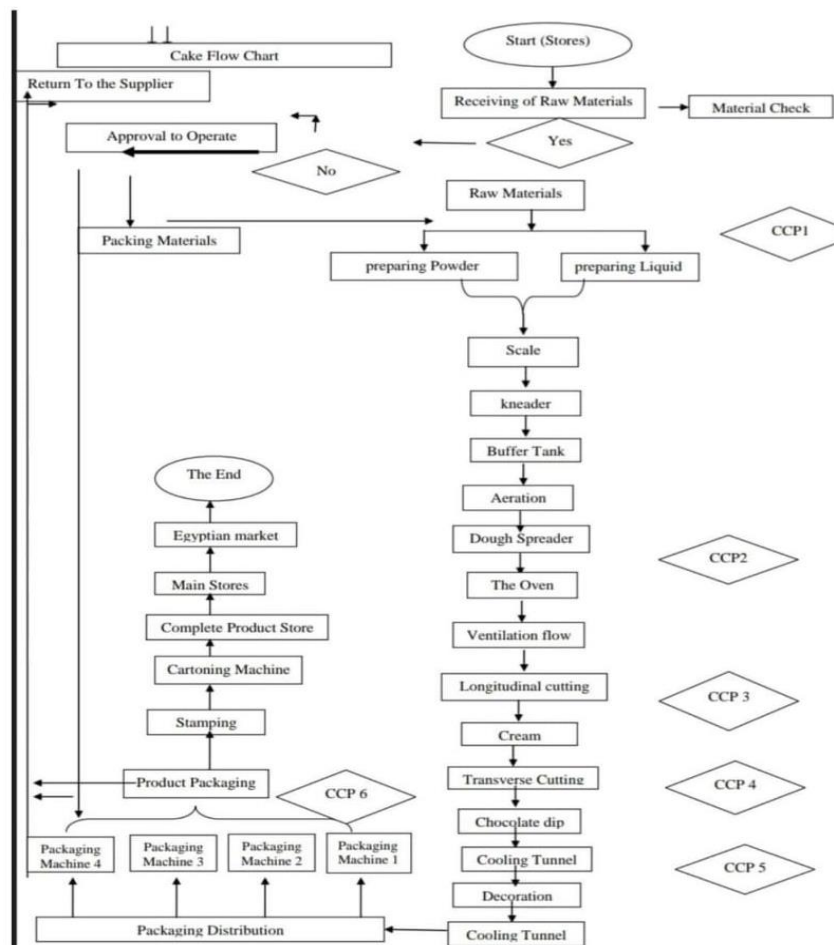 Cake Flow Chart
Start (Stores)
Return To the Supplier
Receiving of Raw Materials
Material Check
Approval to Operate
Yes
No
Raw Materials
Packing Materials
CCP1
preparing Powder
preparing Liquid
Scale
kneader
Buffer Tank
The End
Aeration
Egyptian market
Dough Spreader
CCP2
Main Stores
The Oven
Complete Product Store
Ventilation flow
Cartoning Machine
Longitudinal cutting
CCP 3
Stamping
Cream
Product Packaging
CCP 6
Transverse Cutting
CCP 4
Chocolate dip
Packaging
Machine 4
Packaging
Machine 3
Packaging
Machine 2
Packaging
Machine 1
Cooling Tunnel
CCP 5
Decoration
Packaging Distribution
Cooling Tunnel